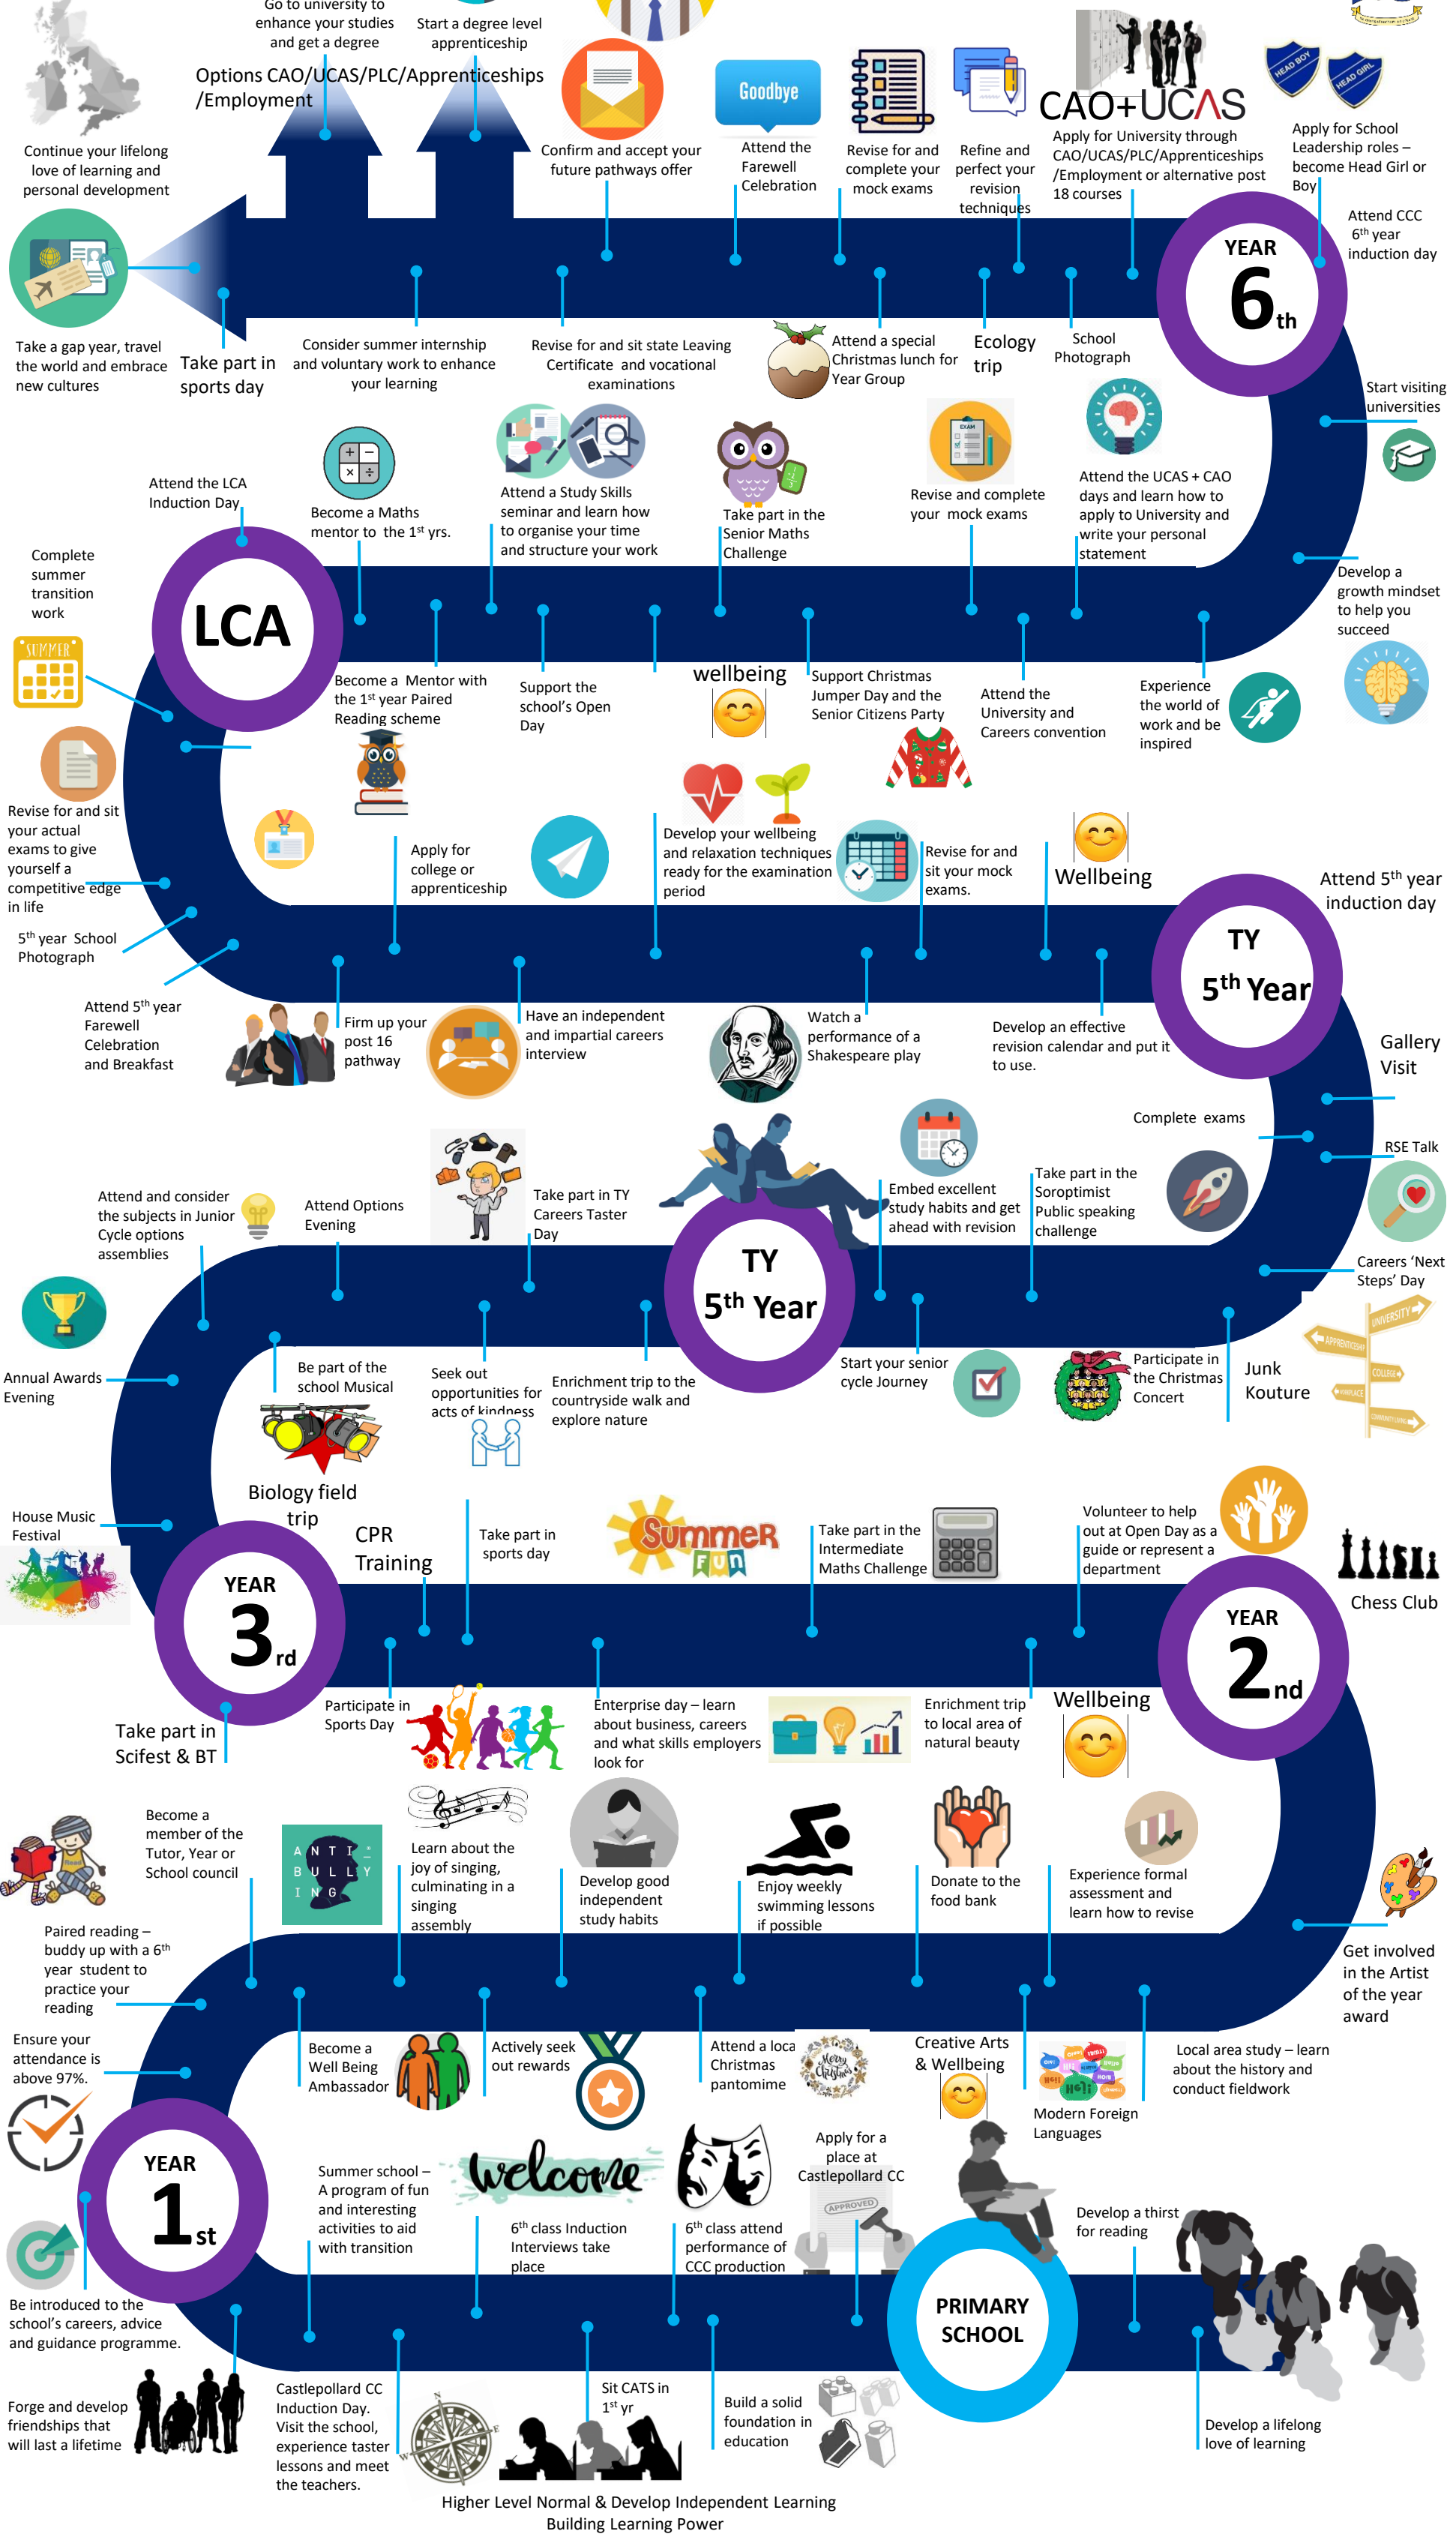 Go to university to
enhance your studies
and get a degree
Start a degree level
apprenticeship
Options CAO/UCAS/PLC/Apprenticeships
/Employment
Continue your lifelong
love of learning and
personal development
Confirm and accept your
future pathways offer
Goodbye
Attend the
Farewell
Celebration
Revise for and
complete your
mock exams
Refine and
perfect your
revision
techniques
CAO+UCAS
Apply for University through
CAO/UCAS/PLC/Apprenticeships
/Employment or alternative post
18 courses
HEAD BOY
HEAD GIRL
Apply for School
Leadership roles –
become Head Girl or
Boy
Attend CCC
6th year
induction day
YEAR
6th
Take a gap year, travel
the world and embrace
new cultures
Take part in
sports day
Consider summer internship
and voluntary work to enhance
your learning
Revise for and sit state Leaving
Certificate and vocational
examinations
Attend a special
Christmas lunch for
Year Group
Ecology
trip
School
Photograph
Start visiting
universities
Attend the LCA
Induction Day
Become a Maths
mentor to the 1st yrs.
Attend a Study Skills
seminar and learn how
to organise your time
and structure your work
Take part in the
Senior Maths
Challenge
EXAM
Revise and complete
your mock exams
Attend the UCAS + CAO
days and learn how to
apply to University and
write your personal
statement
Develop a
growth mindset
to help you
succeed
Complete
summer
transition
work
SUMMER
LCA
Become a Mentor with
the 1st year Paired
Reading scheme
Support the
school's Open
Day
wellbeing
Support Christmas
Jumper Day and the
Senior Citizens Party
Attend the
University and
Careers convention
Experience
the world of
work and be
inspired
Revise for and sit
your actual
exams to give
yourself a
competitive edge
in life
5th year School
Photograph
Attend 5th year
Farewell
Celebration
and Breakfast
Apply for
college or
apprenticeship
Develop your wellbeing
and relaxation techniques
ready for the examination
period
Revise for and
sit your mock
exams.
Wellbeing
Attend 5th year
induction day
TY
5th Year
Firm up your
post 16
pathway
Have an independent
and impartial careers
interview
Watch a
performance of a
Shakespeare play
Develop an effective
revision calendar and put it
to use.
Gallery
Visit
Complete exams
RSE Talk
Attend and consider
the subjects in Junior
Cycle options
assemblies
Attend Options
Evening
Take part in TY
Careers Taster
Day
TY
5th Year
Embed excellent
study habits and get
ahead with revision
Take part in the
Soroptimist
Public speaking
challenge
Careers ‘Next
Steps’ Day
UNIVERSITY
APPRENTICESHIP
COLLEGE
WORKPLACE
COMMUNITY LIVING
Annual Awards
Evening
Be part of the
school Musical
Seek out
opportunities for
acts of kindness
Enrichment trip to the
countryside walk and
explore nature
Start your senior
cycle Journey
Participate in
the Christmas
Concert
Junk
Kouture
House Music
Festival
Biology field
trip
CPR
Training
Take part in
sports day
Summer
FUN
Take part in the
Intermediate
Maths Challenge
Volunteer to help
out at Open Day as a
guide or represent a
department
Chess Club
YEAR
3rd
YEAR
2nd
Take part in
Scifest & BT
Participate in
Sports Day
Enterprise day – learn
about business, careers
and what skills employers
look for
Enrichment trip
to local area of
natural beauty
Wellbeing
Become a
member of the
Tutor, Year or
School council
ANTI-
BULLY
ING
Learn about the
joy of singing,
culminating in a
singing
assembly
Develop good
independent
study habits
Enjoy weekly
swimming lessons
if possible
Donate to the
food bank
Experience formal
assessment and
learn how to revise
Get involved
in the Artist
of the year
award
Read
Paired reading –
buddy up with a 6th
year student to
practice your
reading
Ensure your
attendance is
above 97%.
Become a
Well Being
Ambassador
Actively seek
out rewards
Attend a loca
Christmas
pantomime
Merry
Christmas
Creative Arts
& Wellbeing
Modern Foreign
Languages
Local area study – learn
about the history and
conduct fieldwork
YEAR
1st
Summer school –
A program of fun
and interesting
activities to aid
with transition
welcome
6th class Induction
Interviews take
place
6th class attend
performance of
CCC production
Apply for a
place at
Castlepollard CC
APPROVED
PRIMARY
SCHOOL
Develop a thirst
for reading
Be introduced to the
school's careers, advice
and guidance programme.
Forge and develop
friendships that
will last a lifetime
Castlepollard CC
Induction Day.
Visit the school,
experience taster
lessons and meet
the teachers.
N
E
W
Sit CATS in
1st yr
Build a solid
foundation in
education
Develop a lifelong
love of learning
Higher Level Normal & Develop Independent Learning
Building Learning Power